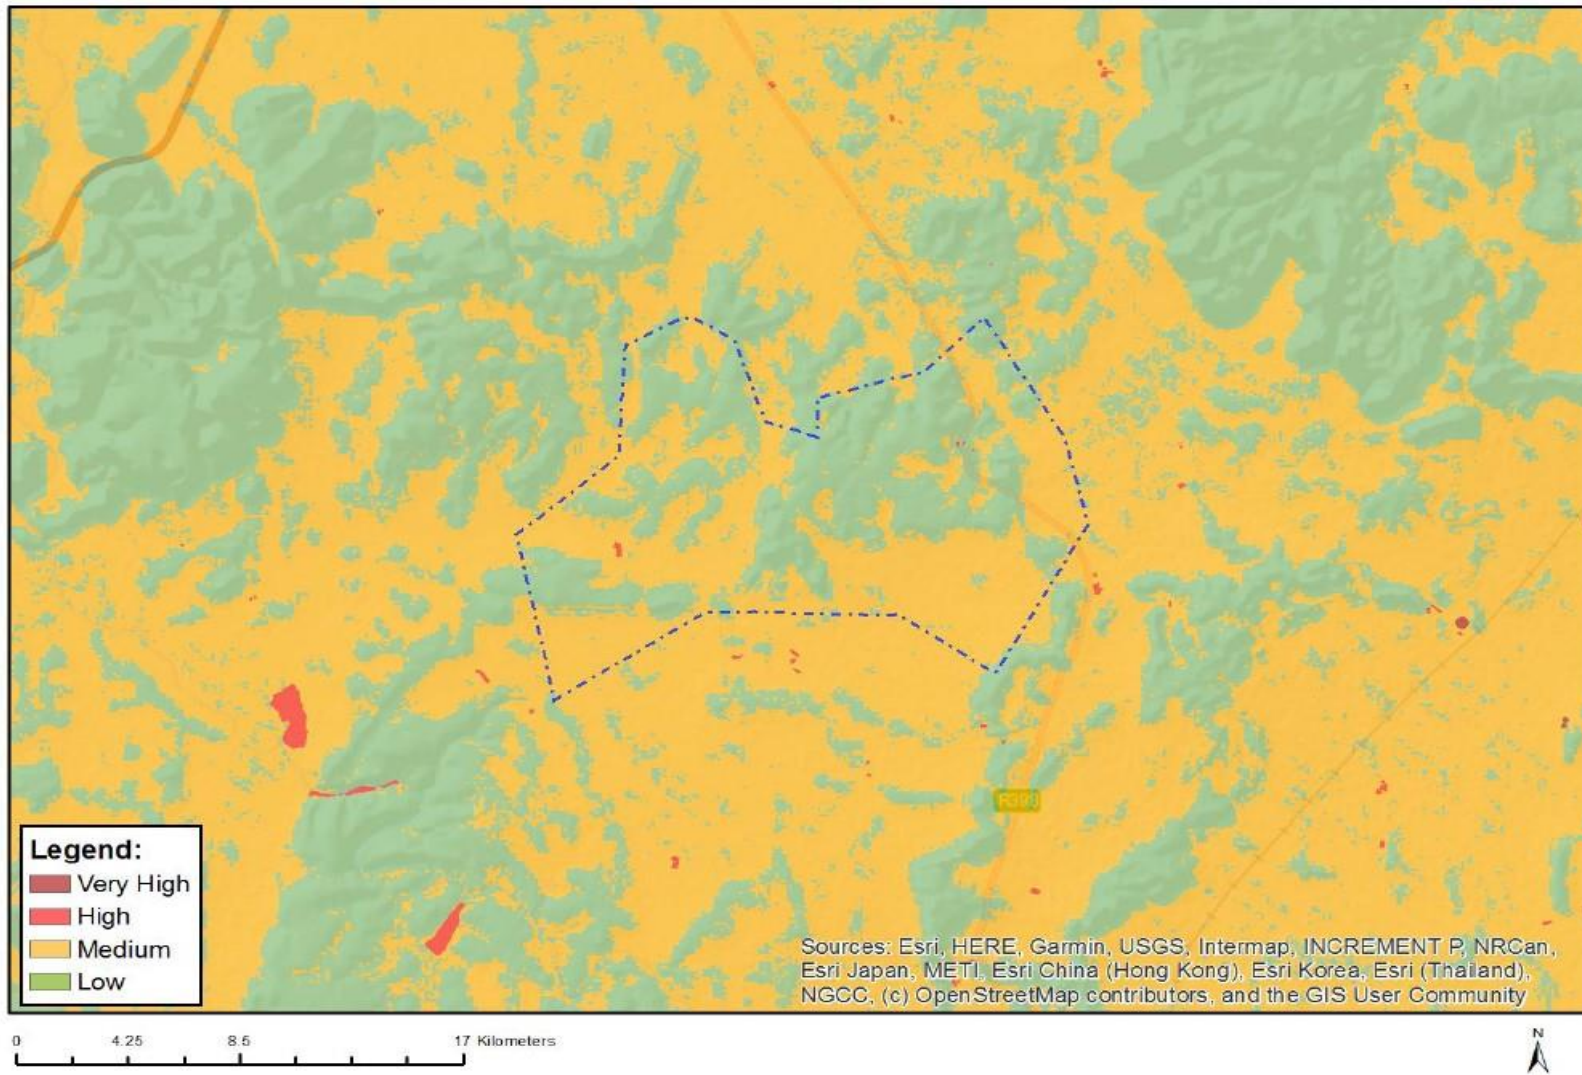 R390
Legend:
Very High
High
Medium
Low
Sources: Esri, HERE, Garmin, USGS, Intermap, INCREMENT P, NRCan,
Esri Japan, METI, Esri China (Hong Kong), Esri Korea, Esri (Thailand),
NGCC, (c) OpenStreetMap contributors, and the GIS User Community
0 4.25 8.5 17 Kilometers
N